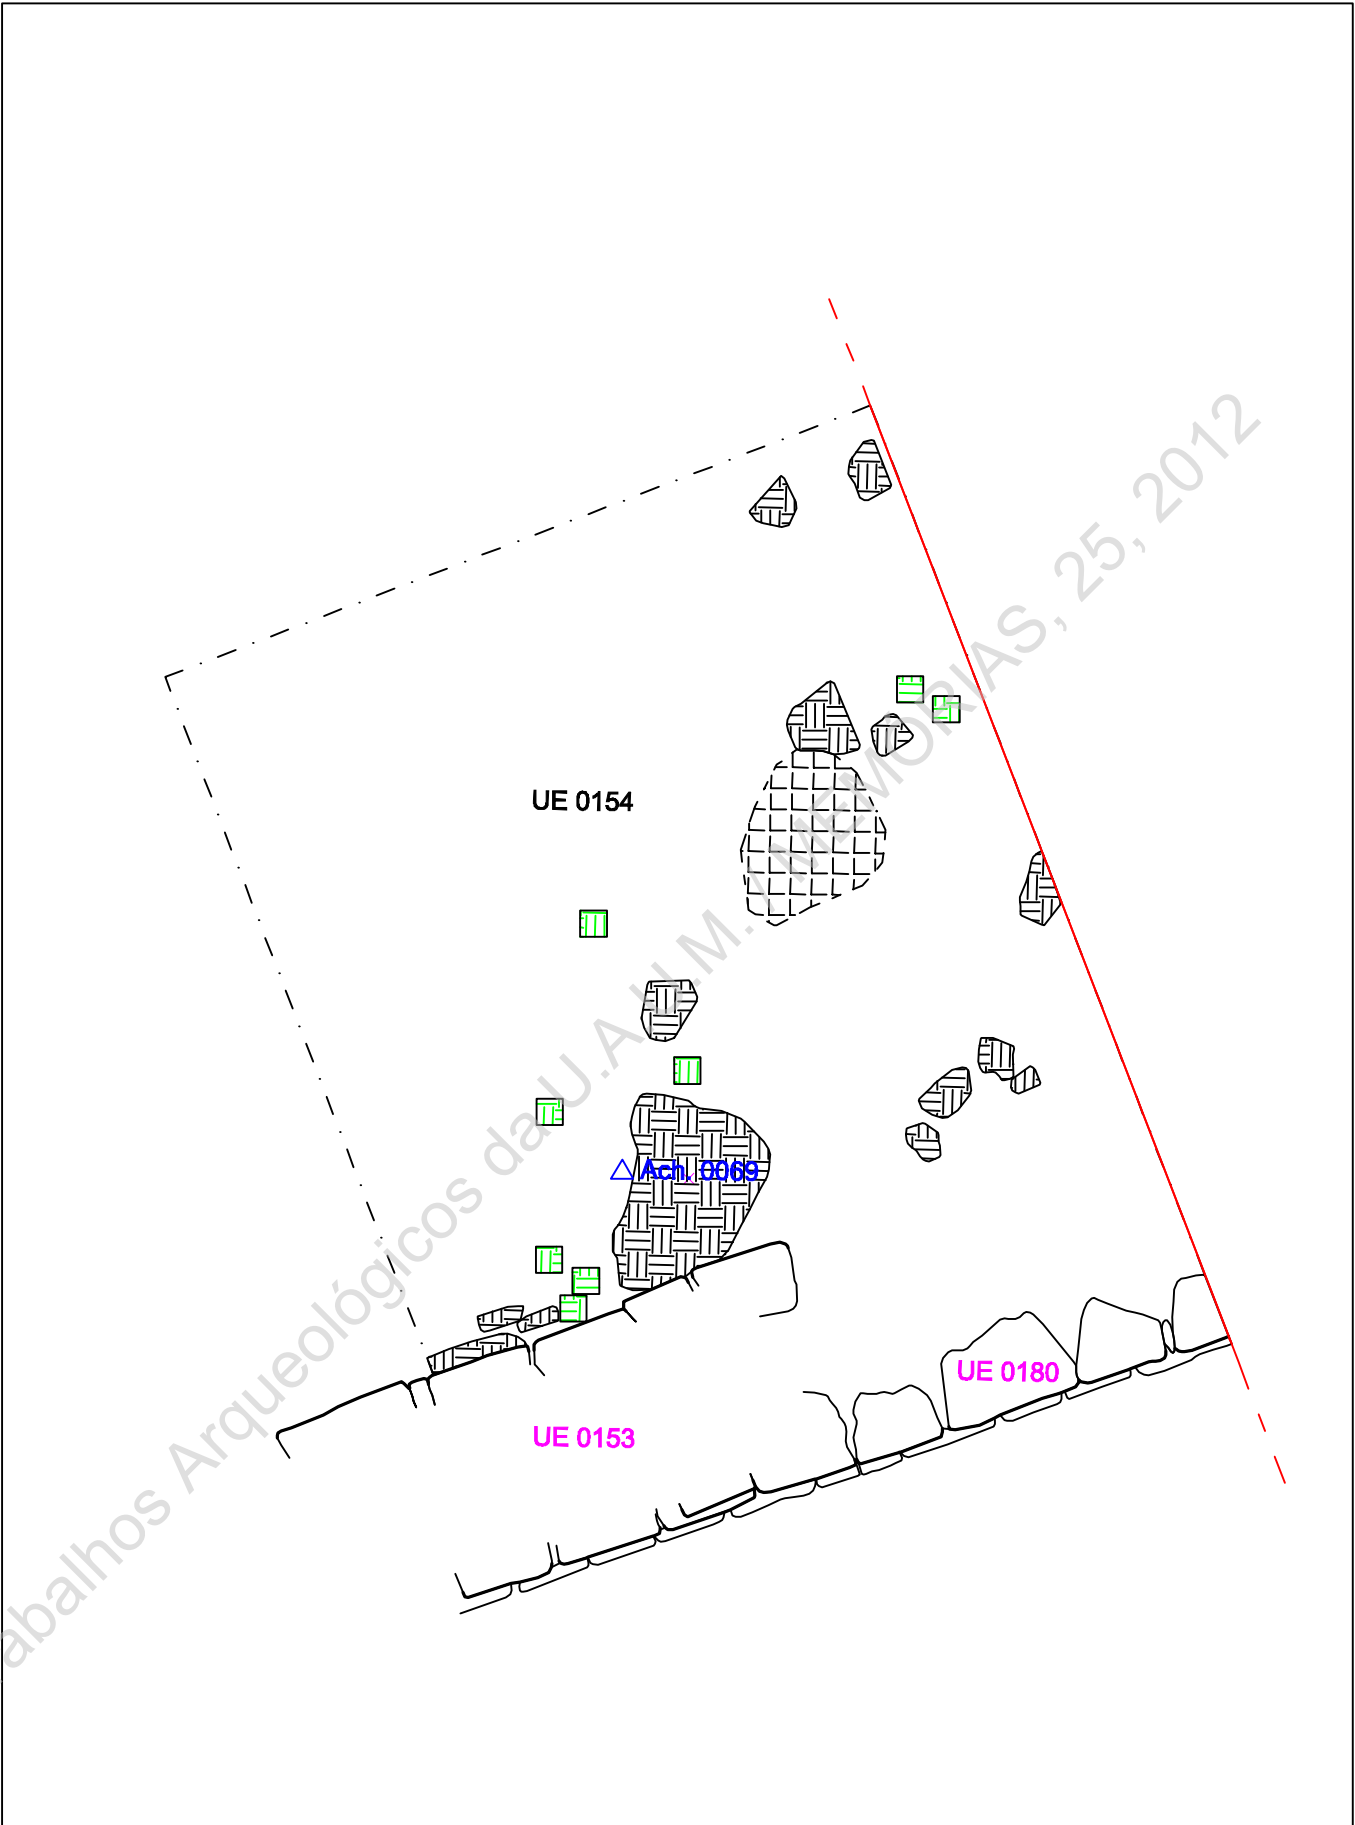 UE 0154
Ach. 0069
UE 0180
UE 0153
abalhos Arqueológicos da U.A.U.M. / MEMÓRIAS, 25, 2012